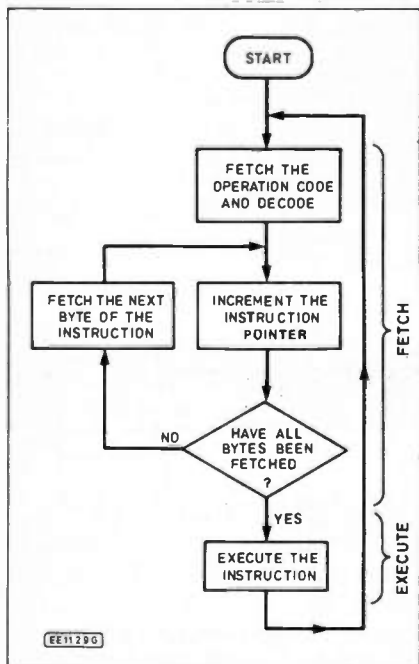 START
FETCH THE
OPERATION CODE
AND DECODE
FETCH THE NEXT
BYTE OF THE
INSTRUCTION
INCREMENT THE
INSTRUCTION
POINTER
FETCH
NO
HAVE ALL
BYTES BEEN
FETCHED
?
YES
EXECUTE THE
INSTRUCTION
EXECUTE
EE1129G